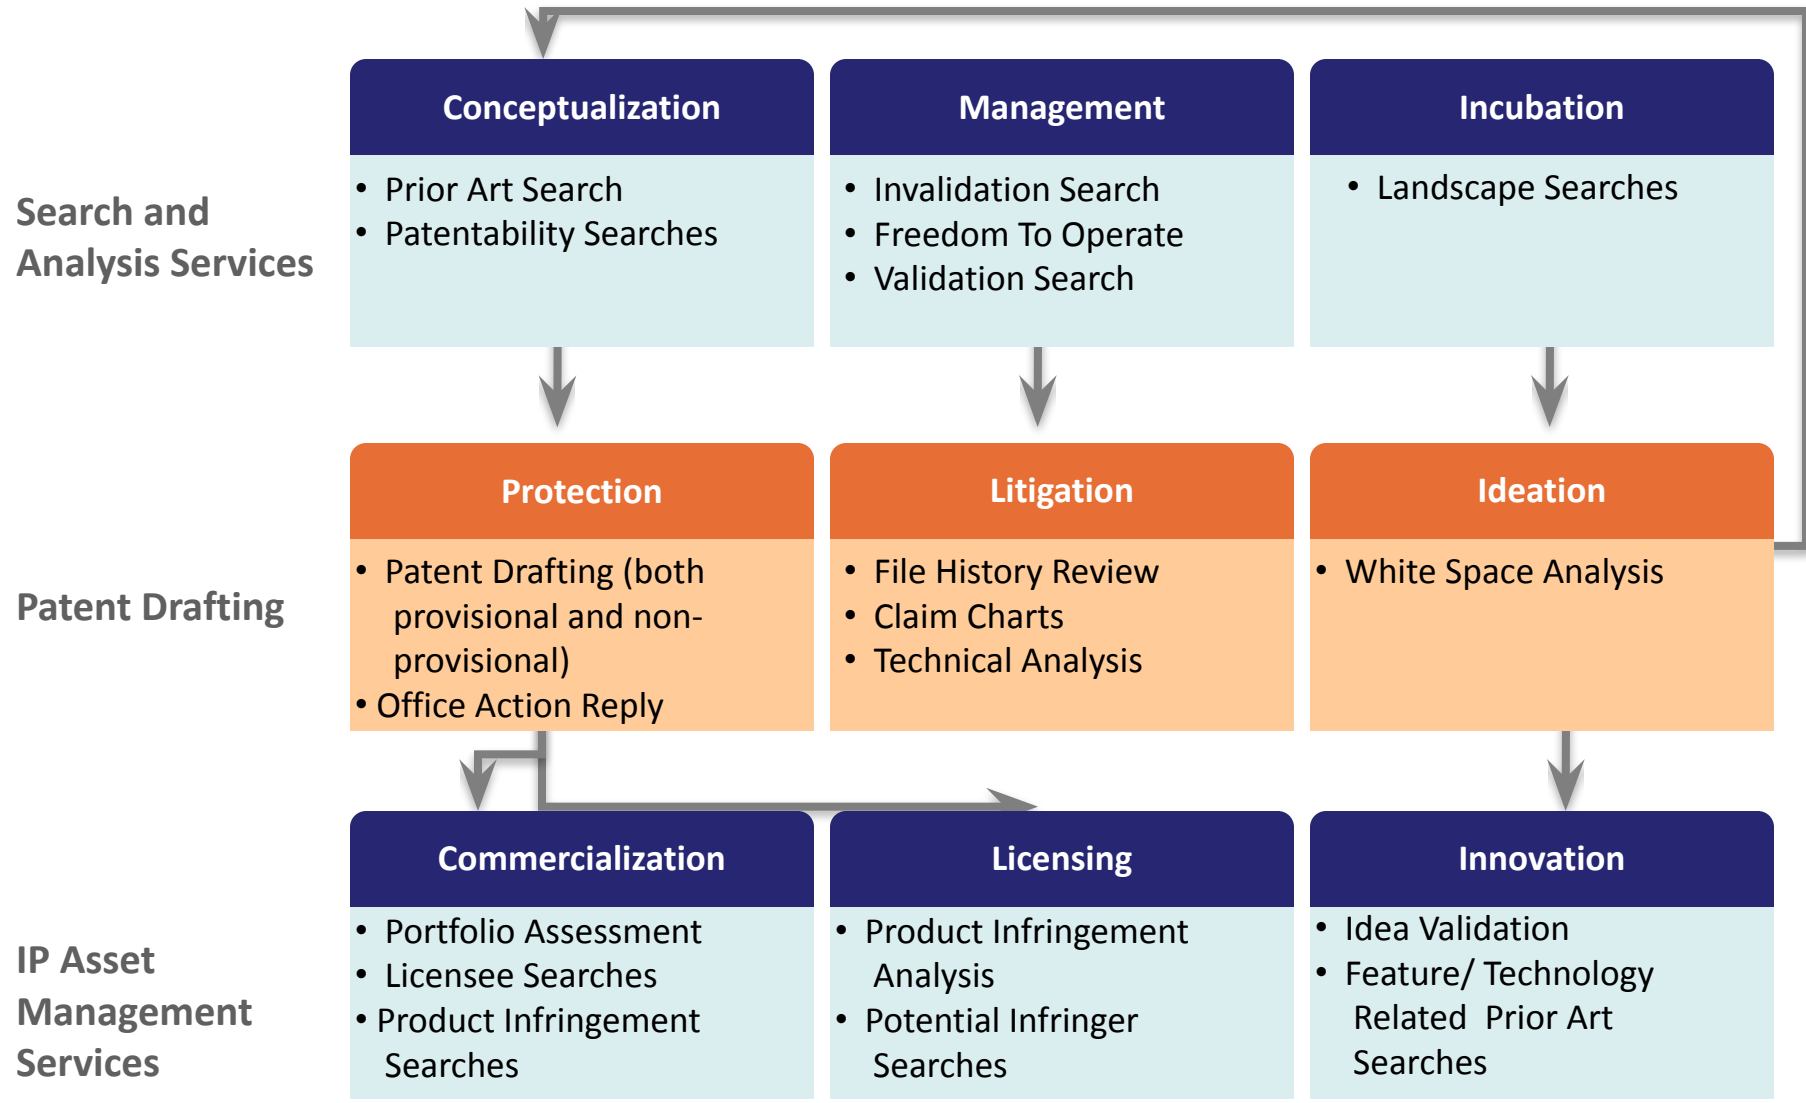 Conceptualization
Management
Incubation
Search and
Analysis Services
• Prior Art Search
• Patentability Searches
• Invalidation Search
• Freedom To Operate
• Validation Search
• Landscape Searches
Protection
Litigation
Ideation
Patent Drafting
• Patent Drafting (both
provisional and non-
provisional)
• Office Action Reply
• File History Review
• Claim Charts
• Technical Analysis
• White Space Analysis
Commercialization
Licensing
Innovation
IP Asset
Management
Services
• Portfolio Assessment
• Licensee Searches
• Product Infringement
Searches
• Product Infringement
Analysis
• Potential Infringer
Searches
• Idea Validation
• Feature/ Technology
Related Prior Art
Searches